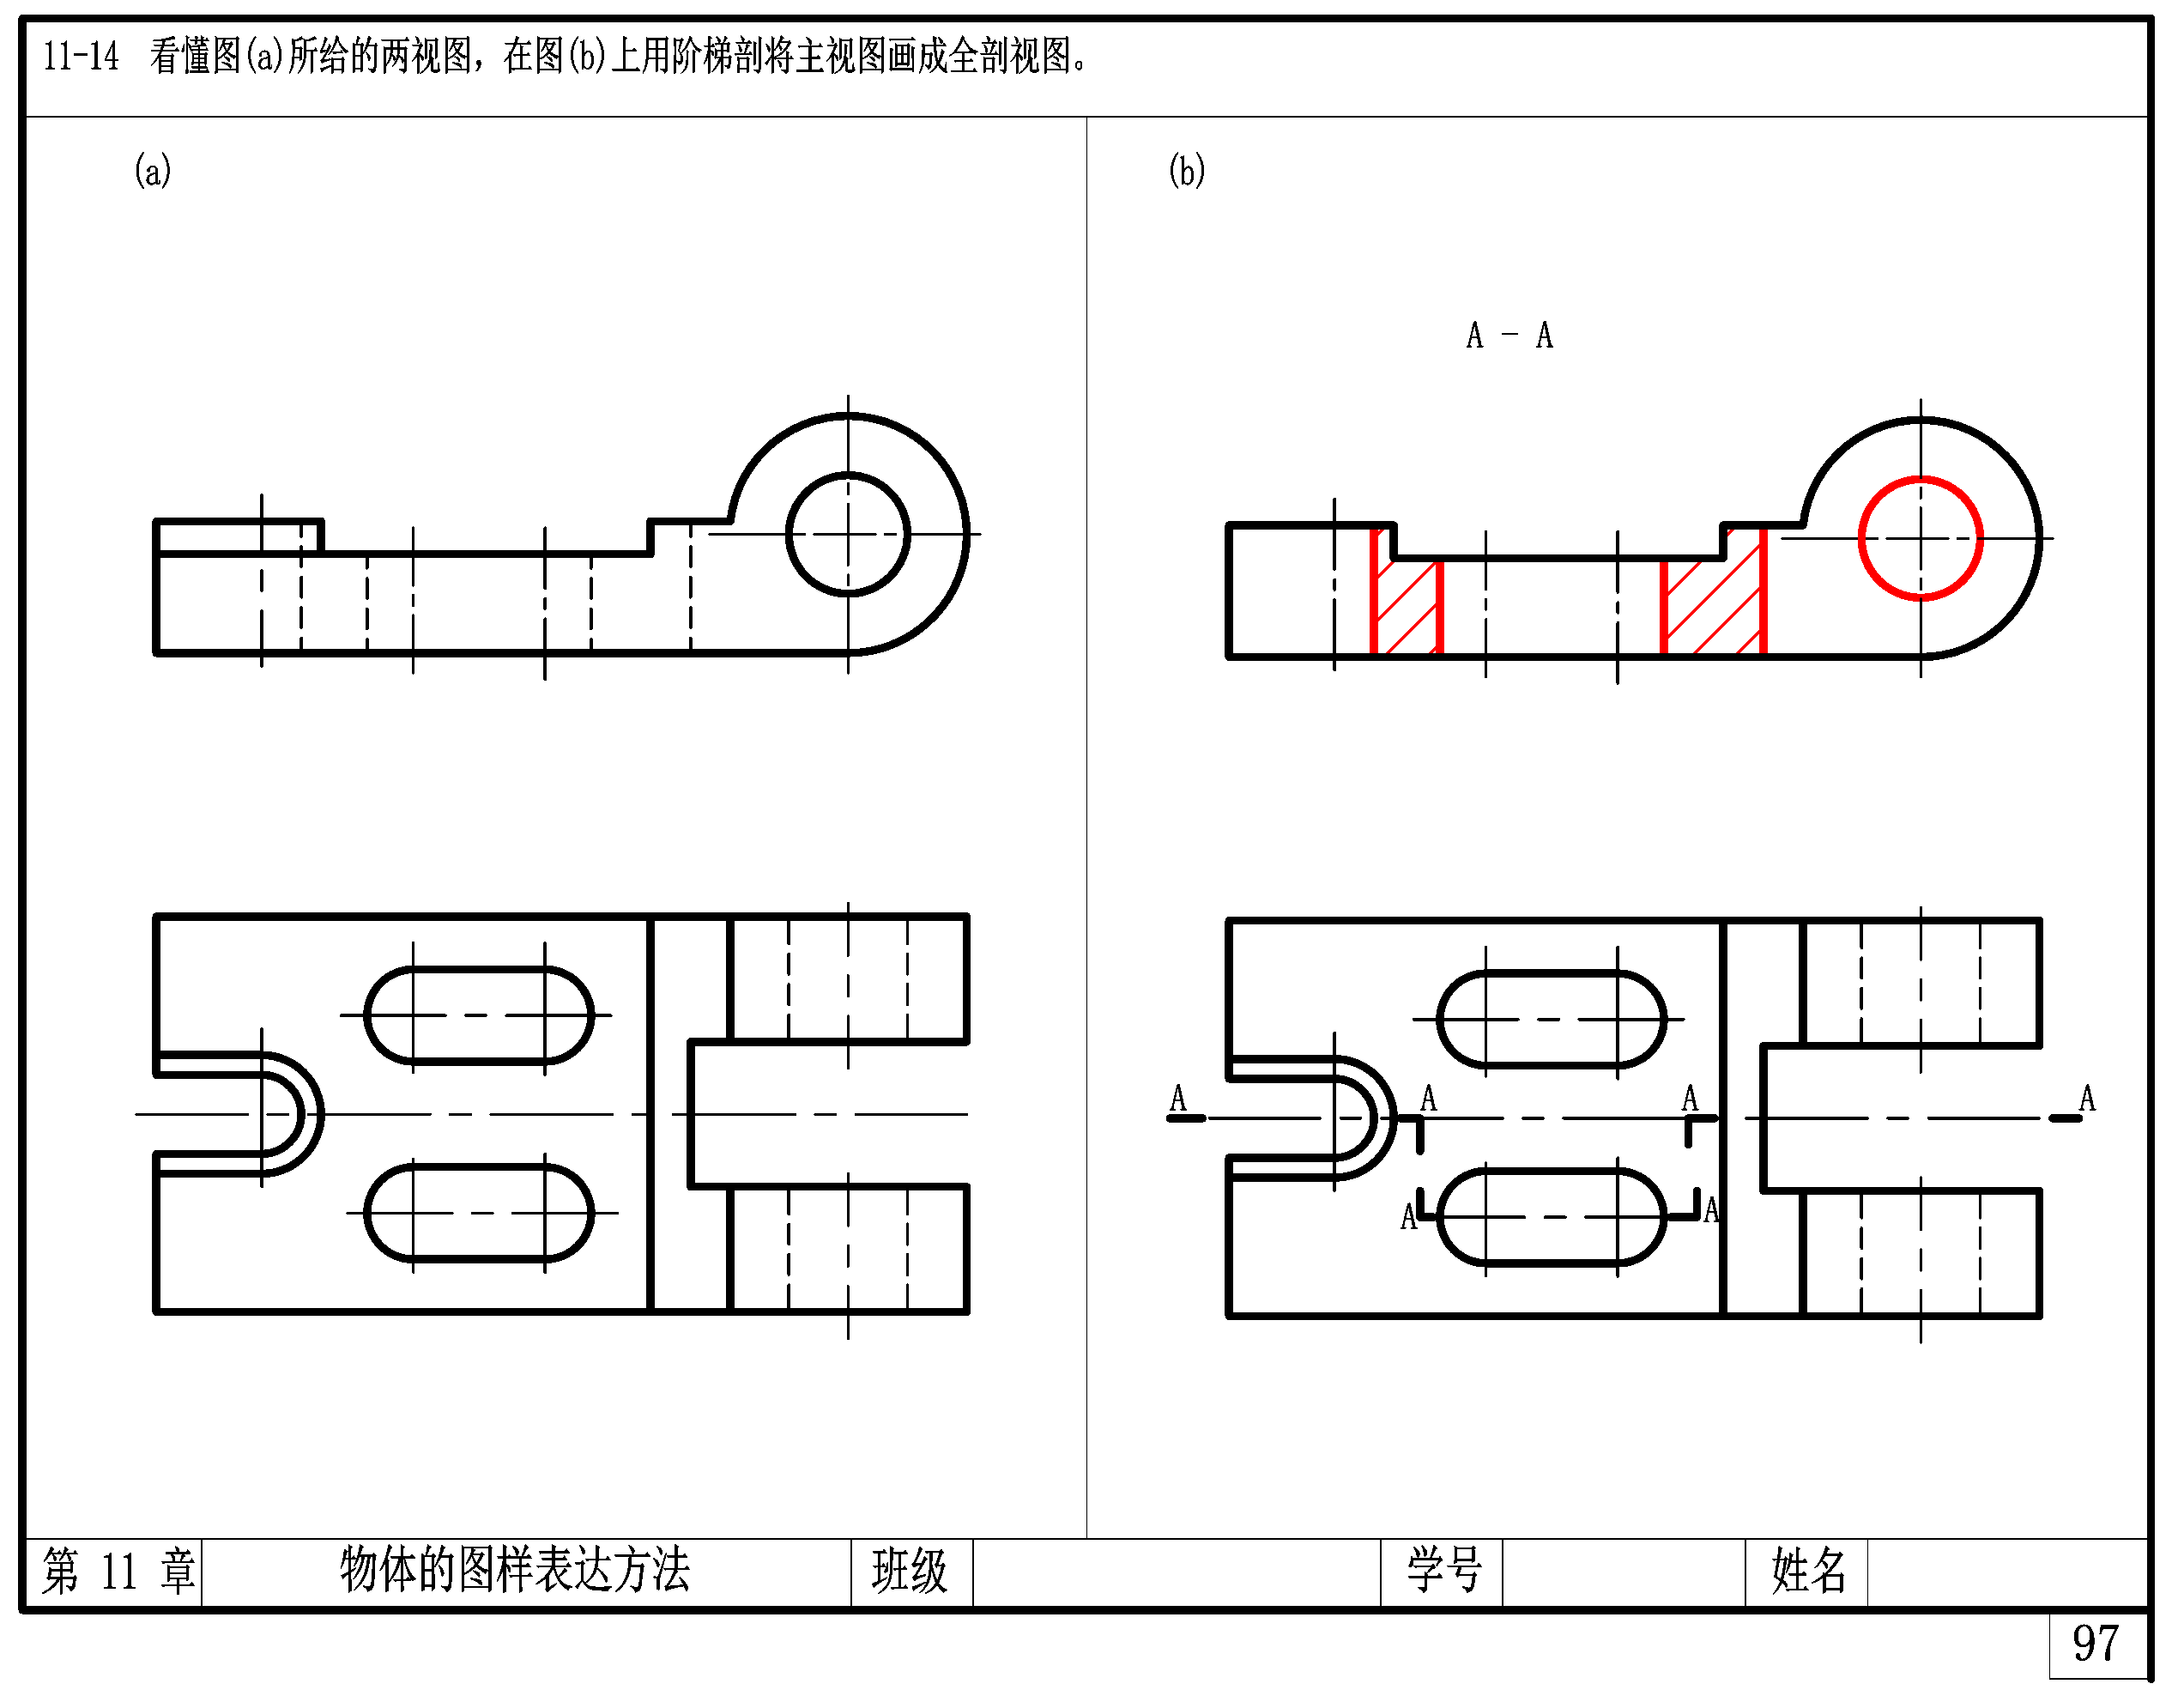 11-14 看懂图(a)所给的两视图，在图(b)上用阶梯剖将主视图画成全剖视图。
(a)
(b)
A - A
A A A A
A A
第 11 章 物体的图样表达方法 班级 学号 姓名
97